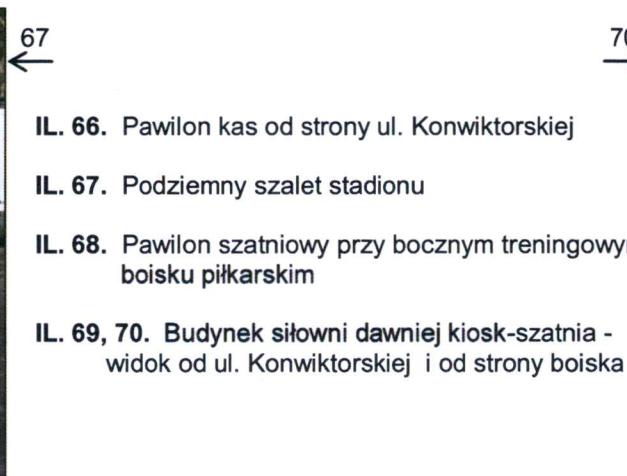 67
IL. 66. Pawilon kas od strony ul. Konwiktorskiej
IL. 67. Podziemny szalet stadionu
IL. 68. Pawilon szatniowy przy bocznym
boisku piłkarskim
IL. 69, 70. Budynek siłowni dawniej kiosk-szatnia -
widok od ul. Konwiktorskiej i od strony boiska